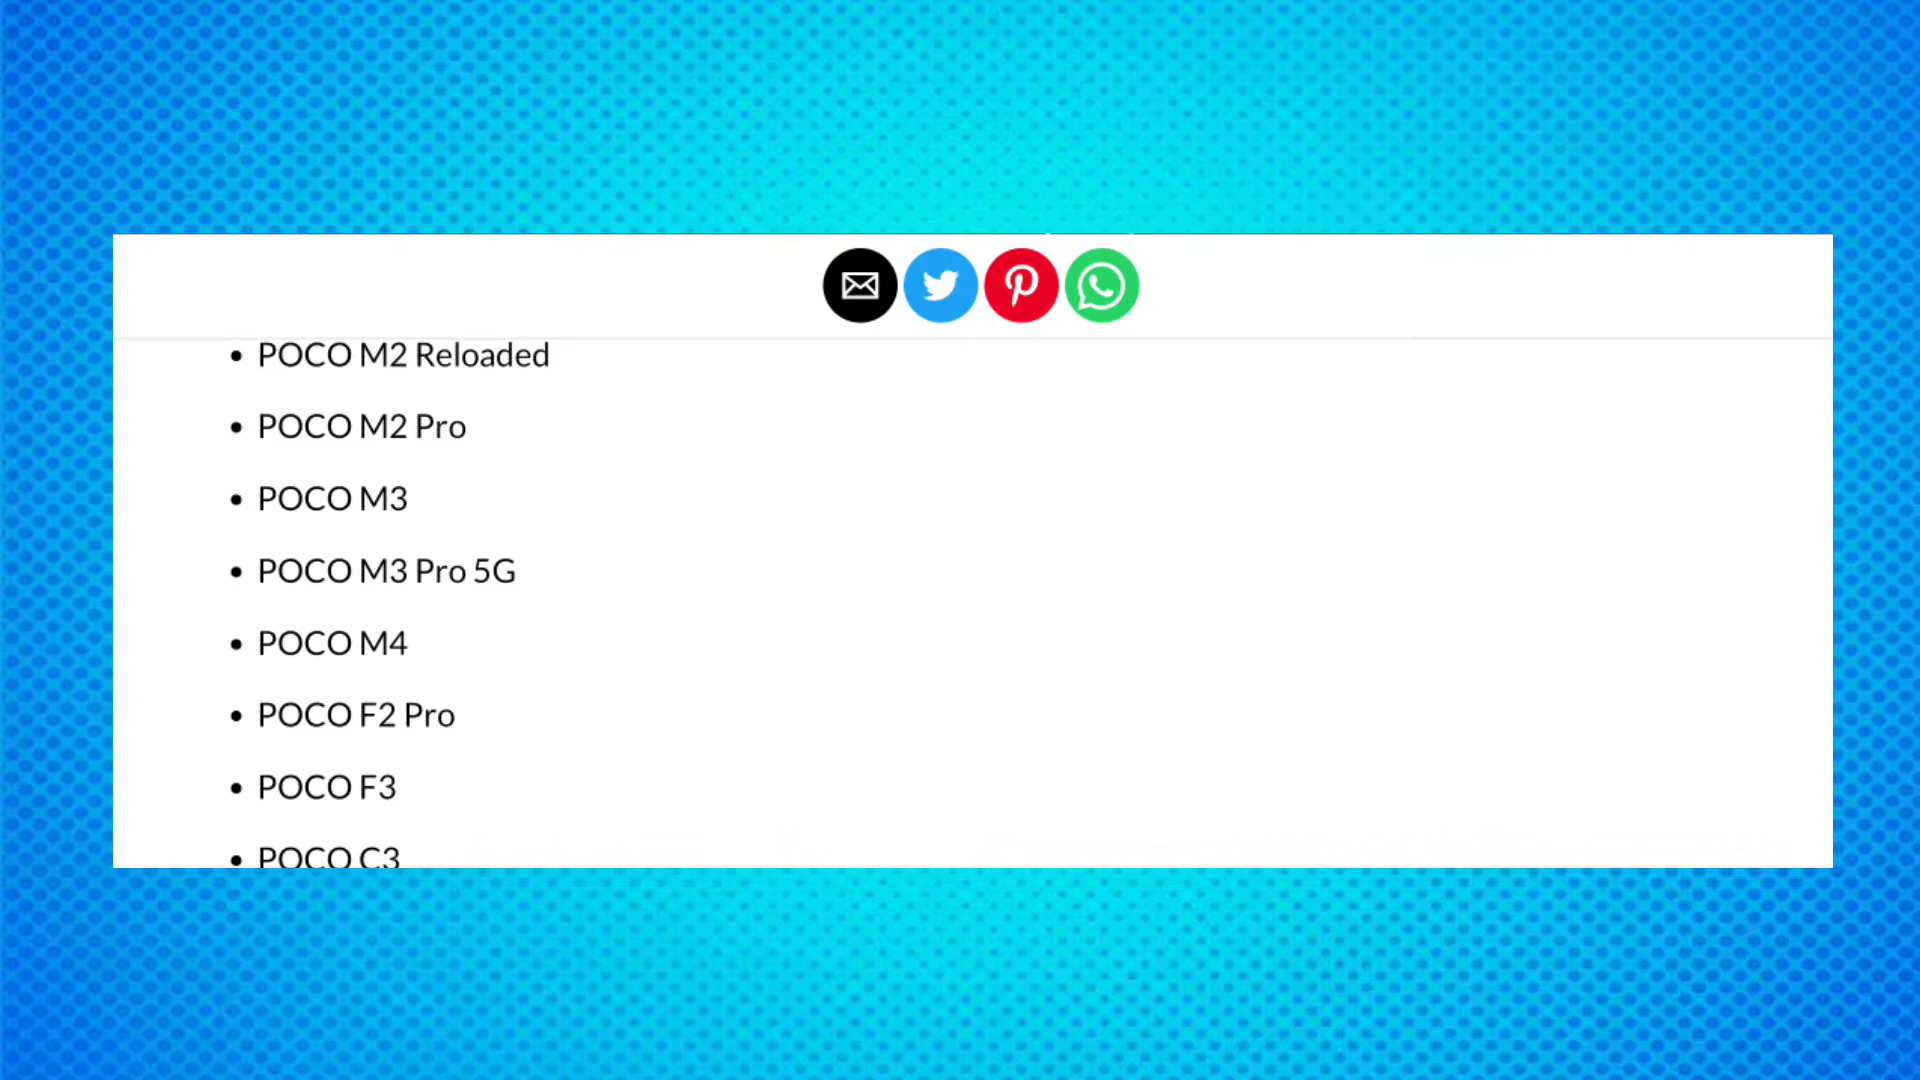 POCO M2 Reloaded
POCO M2 Pro
POCO M3
POCO M3 Pro 5G
POCO M4
POCO F2 Pro
POCO F3
POCO C3